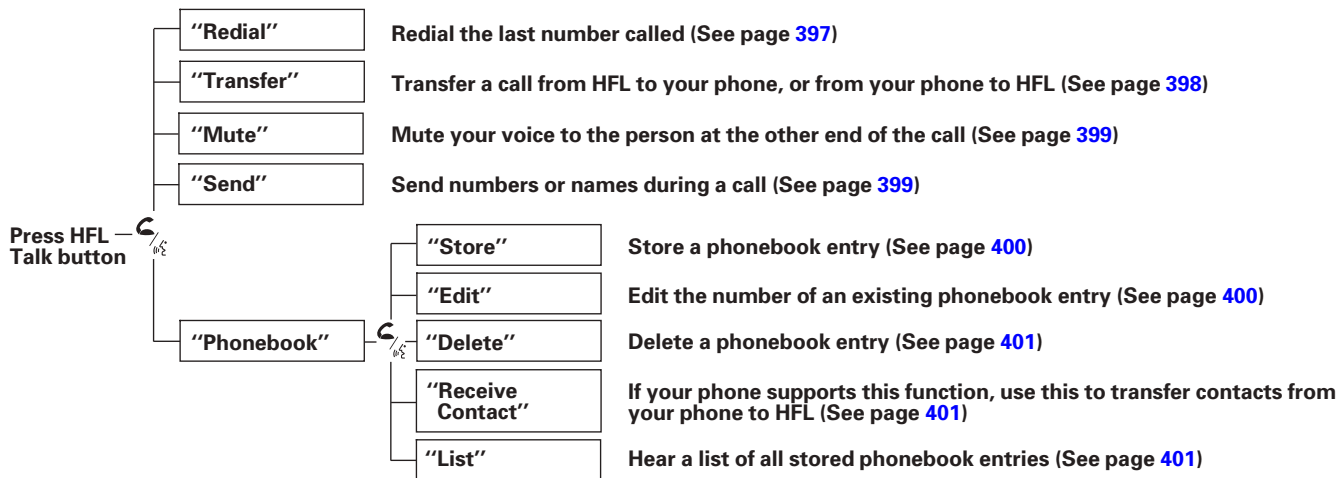 "Redial" Redial the last number called (See page 397)
"Transfer" Transfer a call from HFL to your phone, or from your phone to HFL (See page 398)
"Mute" Mute your voice to the person at the other end of the call (See page 399)
"Send" Send numbers or names during a call (See page 399)
Press HFL
Talk button
"Phonebook"
"Store" Store a phonebook entry (See page 400)
"Edit" Edit the number of an existing phonebook entry (See page 400)
"Delete" Delete a phonebook entry (See page 401)
"Receive
Contact"
If your phone supports this function, use this to transfer contacts from
your phone to HFL (See page 401)
"List" Hear a list of all stored phonebook entries (See page 401)